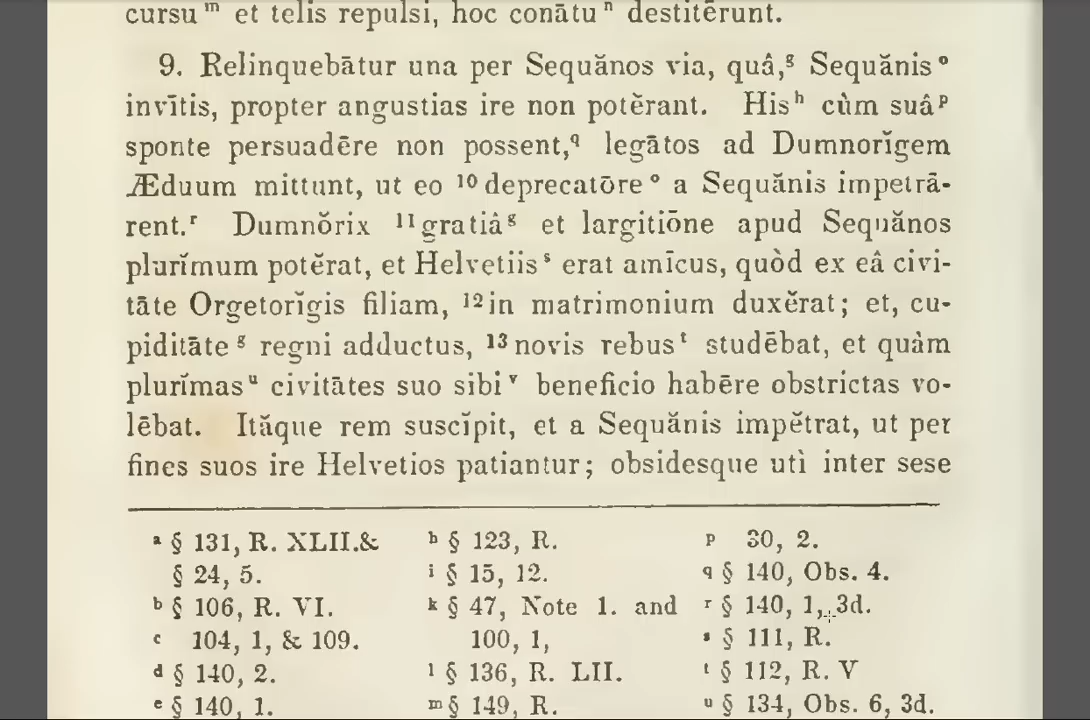 cursu ᵐ et telis repulsi, hoc conātu ⁿ destitērunt.
9. Relinquebātur una per Sequănos via, quâ,ᵍ Sequănis ᵒ
invītis, propter angustias ire non potĕrant. His ʰ cùm suâ ᵖ
sponte persuadēre non possent,ᑫ legātos ad Dumnorĭgem
Æduum mittunt, ut eo ¹⁰ deprecatōre ᵒ a Sequănis impetrā-
rent.ʳ Dumnŏrix ¹¹ gratiâ ᵍ et largitiōne apud Sequănos
plurĭmum potĕrat, et Helvetiis ˢ erat amīcus, quòd ex eâ civi-
tāte Orgetorĭgis filiam, ¹² in matrimonium duxĕrat; et, cu-
piditāte ᵍ regni adductus, ¹³ novis rebus ᵗ studēbat, et quàm
plurĭmas ᵘ civitātes suo sibi ᵛ beneficio habēre obstrictas vo-
lēbat. Ităque rem suscĭpit, et a Sequănis impĕtrat, ut per
fines suos ire Helvetios patiantur; obsidesque utì inter sese
ᵃ § 131, R. XLII.&
§ 24, 5.
ᵇ § 106, R. VI.
ᶜ 104, 1, & 109.
ᵈ § 140, 2.
ᵉ § 140, 1.
ʰ § 123, R.
ⁱ § 15, 12.
ᵏ § 47, Note 1. and
100, 1,
ˡ § 136, R. LII.
ᵐ § 149, R.
ᵖ 30, 2.
ᑫ § 140, Obs. 4.
ʳ § 140, 1, 3d.
ˢ § 111, R.
ᵗ § 112, R. V
ᵘ § 134, Obs. 6, 3d.